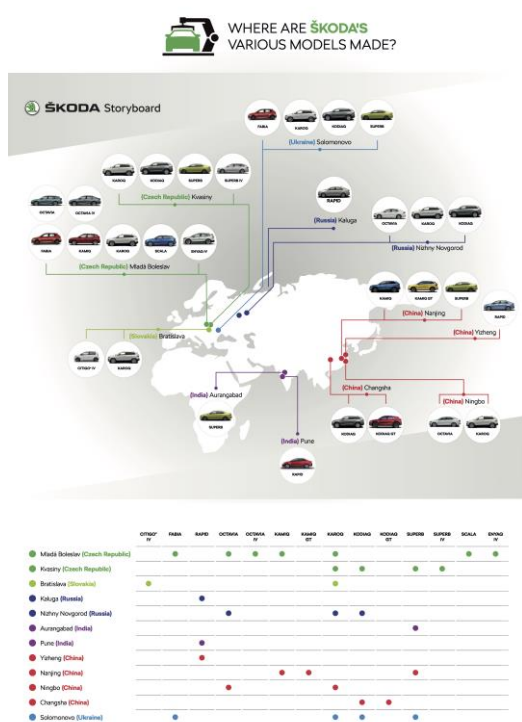 WHERE ARE ŠKODA'S
VARIOUS MODELS MADE?
ŠKODA Storyboard
FABIA KAROQ KODIAQ SUPERB
(Ukraine) Solomonovo
KAROQ KODIAQ SUPERB SUPERB IV
(Czech Republic) Kvasiny
RAPID
(Russia) Kaluga
OCTAVIA OCTAVIA IV
OCTAVIA KAROQ KODIAQ
(Russia) Nizhny Novgorod
FABIA KAMIQ KAROQ SCALA ENYAQ IV
(Czech Republic) Mladá Boleslav
KAMIQ KAMIQ GT SUPERB
RAPID
(China) Nanjing
(China) Yizheng
(Slovakia) Bratislava
CITIGOe IV KAROQ
(India) Aurangabad
SUPERB
(China) Changsha
(China) Ningbo
KODIAQ KODIAQ GT OCTAVIA KAROQ
(India) Pune
RAPID
CITIGOe IV FABIA RAPID OCTAVIA OCTAVIA IV KAMIQ KAMIQ GT KAROQ KODIAQ KODIAQ GT SUPERB SUPERB IV SCALA ENYAQ IV
Mladá Boleslav (Czech Republic)
Kvasiny (Czech Republic)
Bratislava (Slovakia)
Kaluga (Russia)
Nizhny Novgorod (Russia)
Aurangabad (India)
Pune (India)
Yizheng (China)
Nanjing (China)
Ningbo (China)
Changsha (China)
Solomonovo (Ukraine)